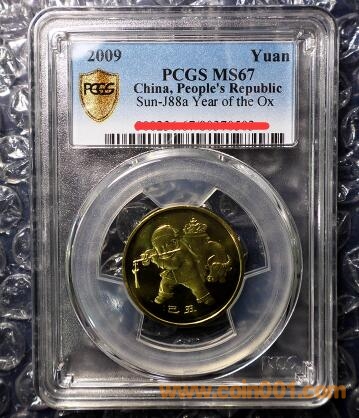 2009 Yuan
PCGS MS67
PCGS
China, People's Republic
Sun-J88a Year of the Ox
己丑
PCGS
www.coin001.com